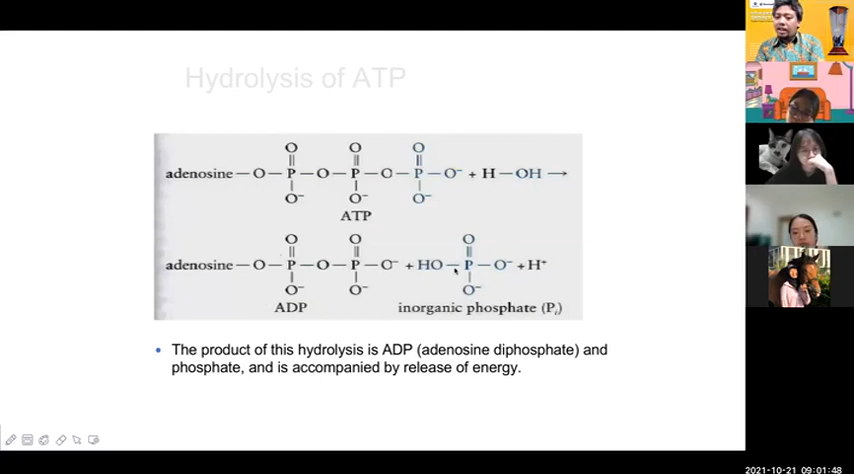 Hydrolysis of ATP
O O O
adenosine—O—P—O—P—O—P—O⁻ + H—OH →
O⁻ O⁻ O⁻
ATP
O O O
adenosine—O—P—O—P—O⁻ + HO—P—O⁻ + H⁺
O⁻ O⁻ O⁻
ADP inorganic phosphate (Pᵢ)
• The product of this hydrolysis is ADP (adenosine diphosphate) and
phosphate, and is accompanied by release of energy.
2021-10-21 09:01:48